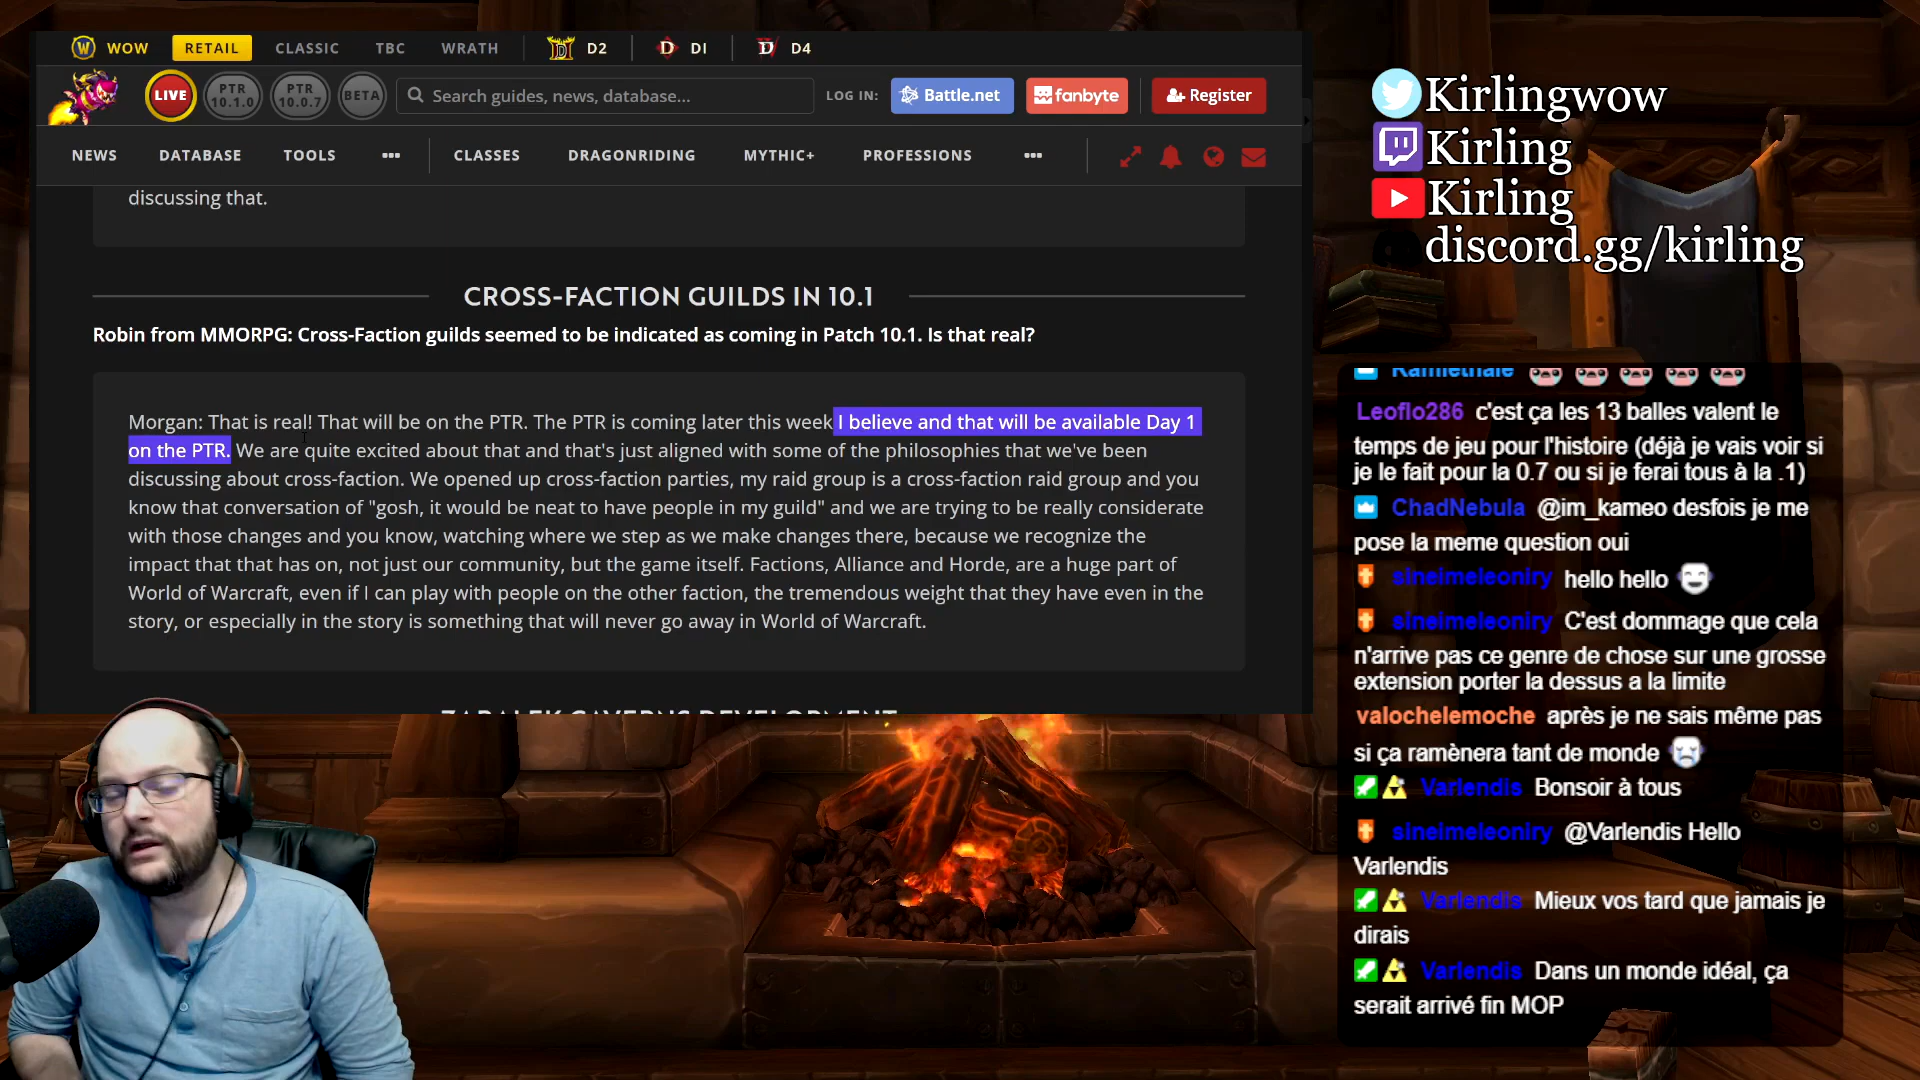 WOW RETAIL CLASSIC TBC WRATH D2 DI D4
LIVE PTR 10.1.0 PTR 10.0.7 BETA Search guides, news, database... LOG IN: Battle.net fanbyte Register
NEWS DATABASE TOOLS ••• CLASSES DRAGONRIDING MYTHIC+ PROFESSIONS •••
discussing that.
CROSS-FACTION GUILDS IN 10.1
Robin from MMORPG: Cross-Faction guilds seemed to be indicated as coming in Patch 10.1. Is that real?
Morgan: That is real! That will be on the PTR. The PTR is coming later this week I believe and that will be available Day 1
on the PTR. We are quite excited about that and that's just aligned with some of the philosophies that we've been
discussing about cross-faction. We opened up cross-faction parties, my raid group is a cross-faction raid group and you
know that conversation of "gosh, it would be neat to have people in my guild" and we are trying to be really considerate
with those changes and you know, watching where we step as we make changes there, because we recognize the
impact that that has on, not just our community, but the game itself. Factions, Alliance and Horde, are a huge part of
World of Warcraft, even if I can play with people on the other faction, the tremendous weight that they have even in the
story, or especially in the story is something that will never go away in World of Warcraft.
ZARALEK CAVERNS DEVELOPMENT
Kirlingwow
Kirling
Kirling
discord.gg/kirling
Leoflo286 c'est ça les 13 balles valent le
temps de jeu pour l'histoire (déjà je vais voir si
je le fait pour la 0.7 ou si je ferai tous à la .1)
ChadNebula @im_kameo desfois je me
pose la meme question oui
sineimeleoniry hello hello
sineimeleoniry C'est dommage que cela
n'arrive pas ce genre de chose sur une grosse
extension porter la dessus a la limite
valochelemoche après je ne sais même pas
si ça ramènera tant de monde
Varlendis Bonsoir à tous
sineimeleoniry @Varlendis Hello
Varlendis
Varlendis Mieux vos tard que jamais je
dirais
Varlendis Dans un monde idéal, ça
serait arrivé fin MOP